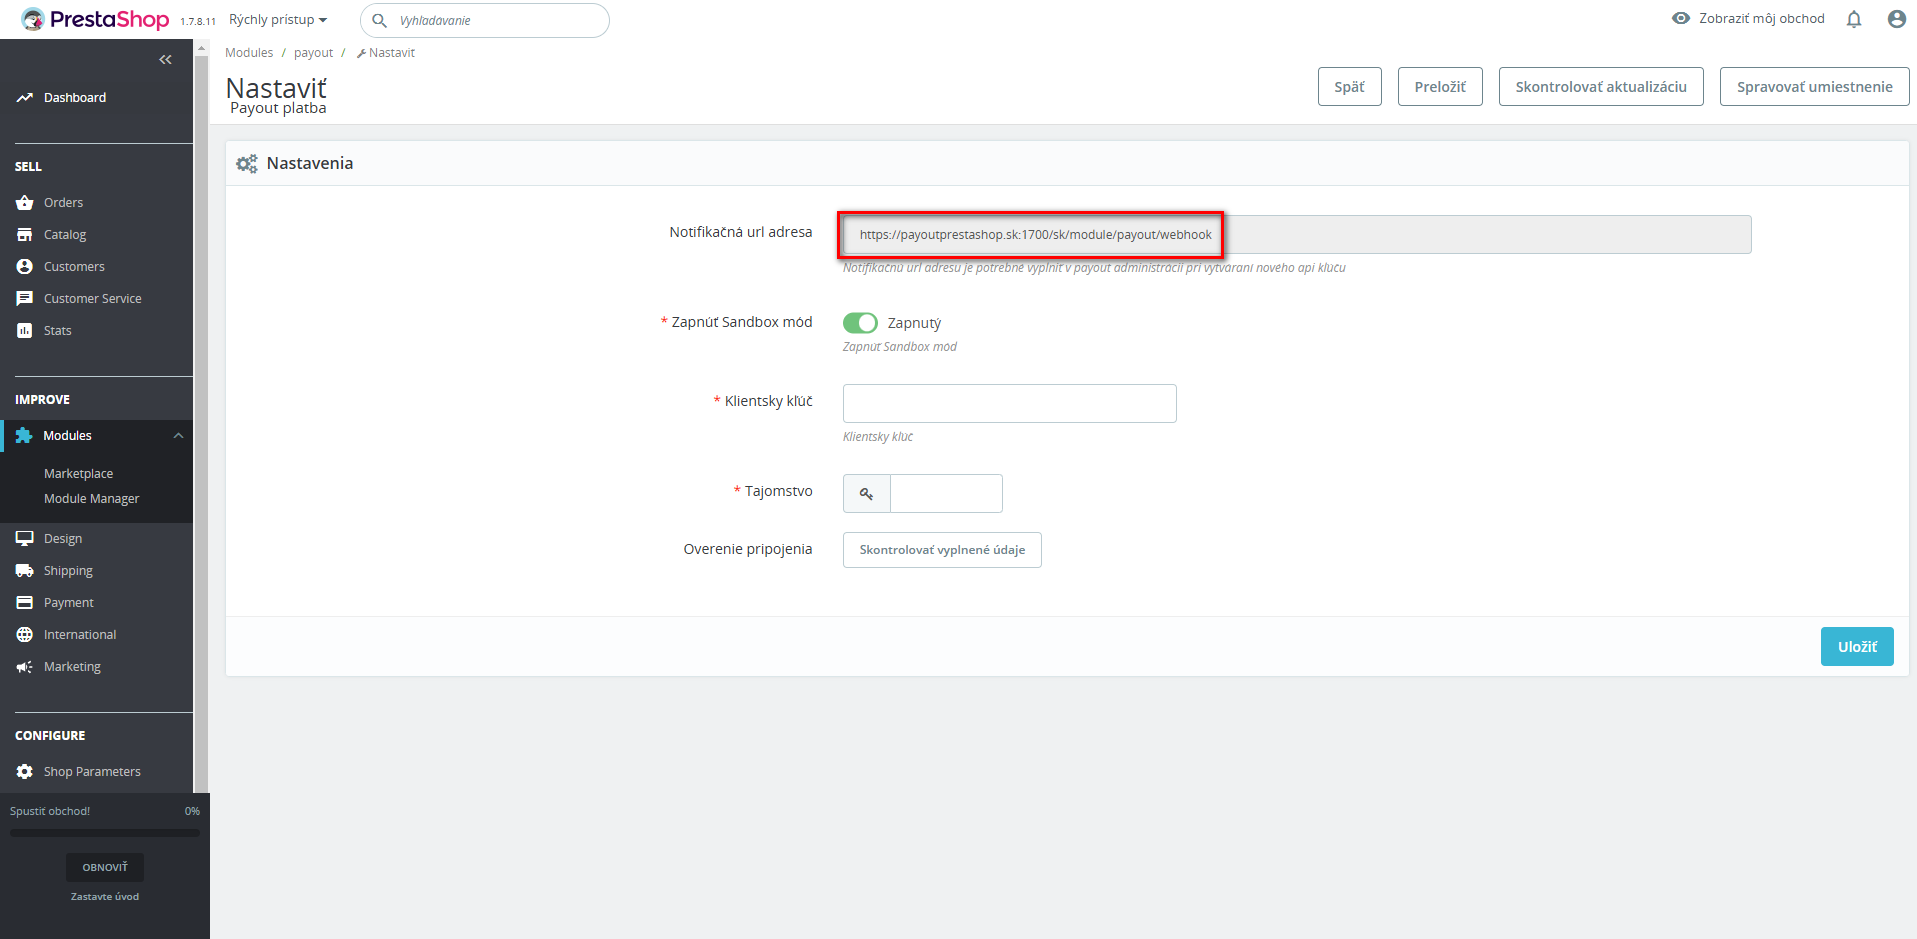 PrestaShop 1.7.8.11 Rýchly prístup Vyhľadávanie Zobraziť môj obchod
Modules / payout / Nastaviť
Nastaviť
Payout platba
Späť Preložiť Skontrolovať aktualizáciu Spravovať umiestnenie
Dashboard
SELL
Orders
Catalog
Customers
Customer Service
Stats
IMPROVE
Modules
Marketplace
Module Manager
Design
Shipping
Payment
International
Marketing
CONFIGURE
Shop Parameters
Spustiť obchod! 0%
OBNOVIŤ
Zastavte úvod
Nastavenia
Notifikačná url adresa https://payoutprestashop.sk:1700/sk/module/payout/webhook
Notifikačnú url adresu je potrebné vyplniť v payout administrácii pri vytváraní nového api kľúču
* Zapnúť Sandbox mód Zapnutý
Zapnúť Sandbox mód
* Klientsky kľúč
Klientsky kľúč
* Tajomstvo
Overenie pripojenia Skontrolovať vyplnené údaje
Uložiť